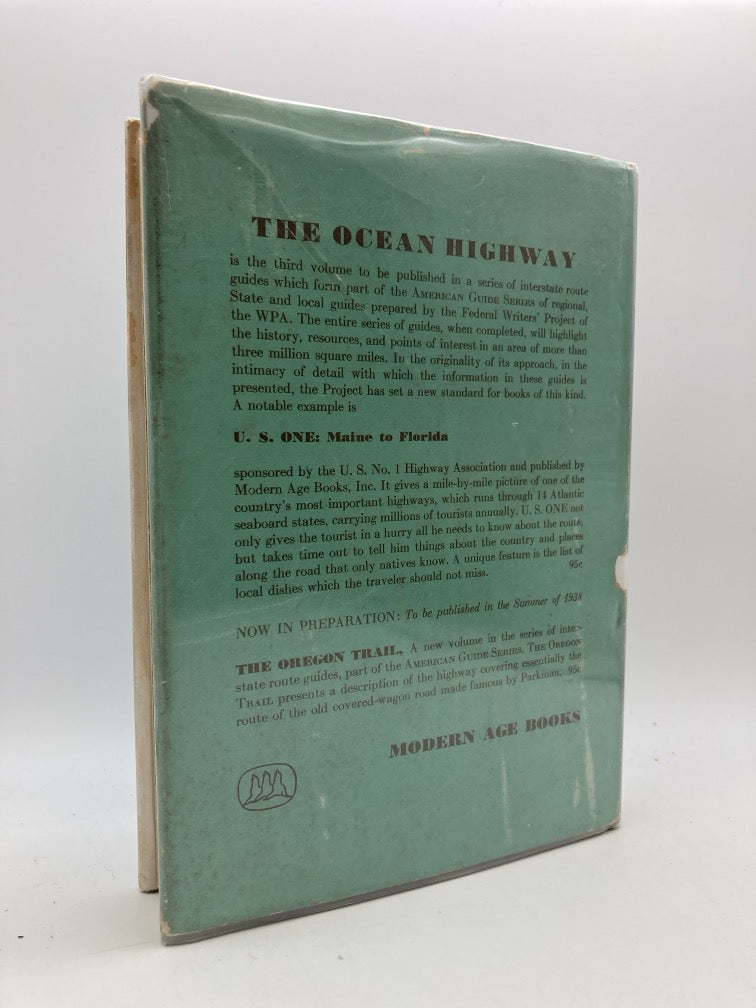 THE OCEAN HIGHWAY
is the third volume to be published in a series of interstate route
guides which form part of the AMERICAN GUIDE SERIES of regional,
State and local guides prepared by the Federal Writers' Project of
the WPA. The entire series of guides, when completed, will highlight
the history, resources, and points of interest in an area of more than
three million square miles. In the originality of its approach, in the
intimacy of detail with which the information in these guides is
presented, the Project has set a new standard for books of this kind.
A notable example is
U. S. ONE: Maine to Florida
sponsored by the U. S. No. 1 Highway Association and published by
Modern Age Books, Inc. It gives a mile-by-mile picture of one of the
country's most important highways, which runs through 14 Atlantic
seaboard states, carrying millions of tourists annually. U. S. ONE not
only gives the tourist in a hurry all he needs to know about the route,
but takes time out to tell him things about the country and places
along the road that only natives know. A unique feature is the list of
local dishes which the traveler should not miss. 95c
NOW IN PREPARATION: To be published in the Summer of 1938
THE OREGON TRAIL. A new volume in the series of inter-
state route guides, part of the AMERICAN GUIDE SERIES. THE OREGON
TRAIL presents a description of the highway covering essentially the
route of the old covered-wagon road made famous by Parkman. 95c
MODERN AGE BOOKS